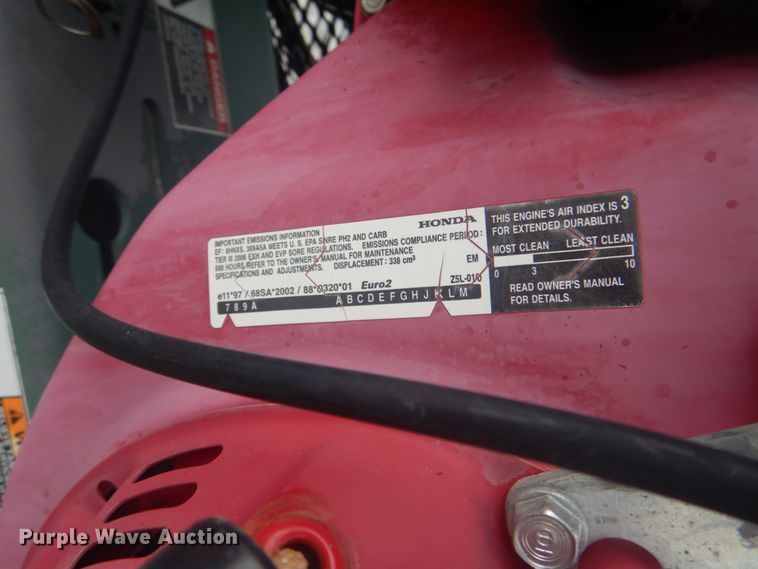 IMPORTANT EMISSIONS INFORMATION HONDA
EF: 6HNXS. 389ASA MEETS U. S. EPA SNRE PH2 AND CARB
TIER III 2006 EXH AND EVP SORE REGULATIONS. EMISSIONS COMPLIANCE PERIOD:
500 HOURS REFER TO THE OWNER'S MANUAL FOR MAINTENANCE EM
SPECIFICATIONS AND ADJUSTMENTS. DISPLACEMENT: 338 cm³
e11*97 / 68SA*2002 / 88*0320*01 Euro2 Z5L-010
7 8 9 A A B C D E F G H J K L M
THIS ENGINE'S AIR INDEX IS 3
FOR EXTENDED DURABILITY.
MOST CLEAN LEAST CLEAN
0 3 10
READ OWNER'S MANUAL
FOR DETAILS.
Purple Wave Auction